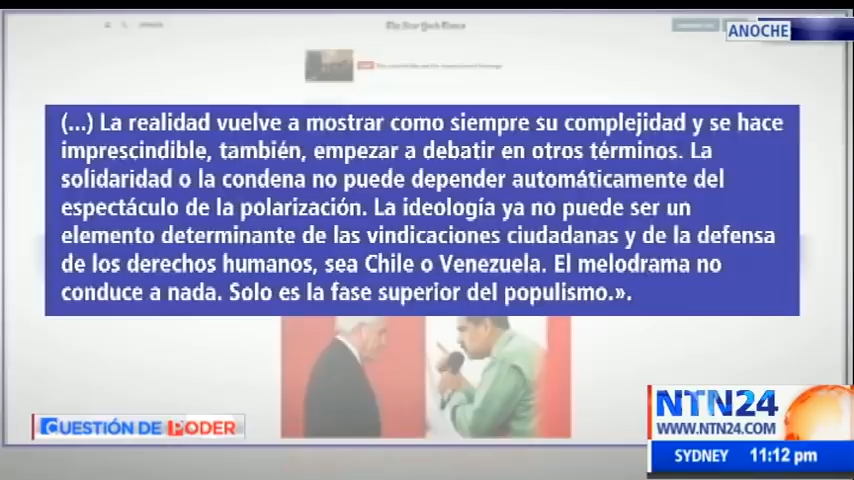 The New York Times
ANOCHE
(...) La realidad vuelve a mostrar como siempre su complejidad y se hace
imprescindible, también, empezar a debatir en otros términos. La
solidaridad o la condena no puede depender automáticamente del
espectáculo de la polarización. La ideología ya no puede ser un
elemento determinante de las vindicaciones ciudadanas y de la defensa
de los derechos humanos, sea Chile o Venezuela. El melodrama no
conduce a nada. Solo es la fase superior del populismo.».
CUESTIÓN DE PODER
NTN24
WWW.NTN24.COM
SYDNEY 11:12 pm